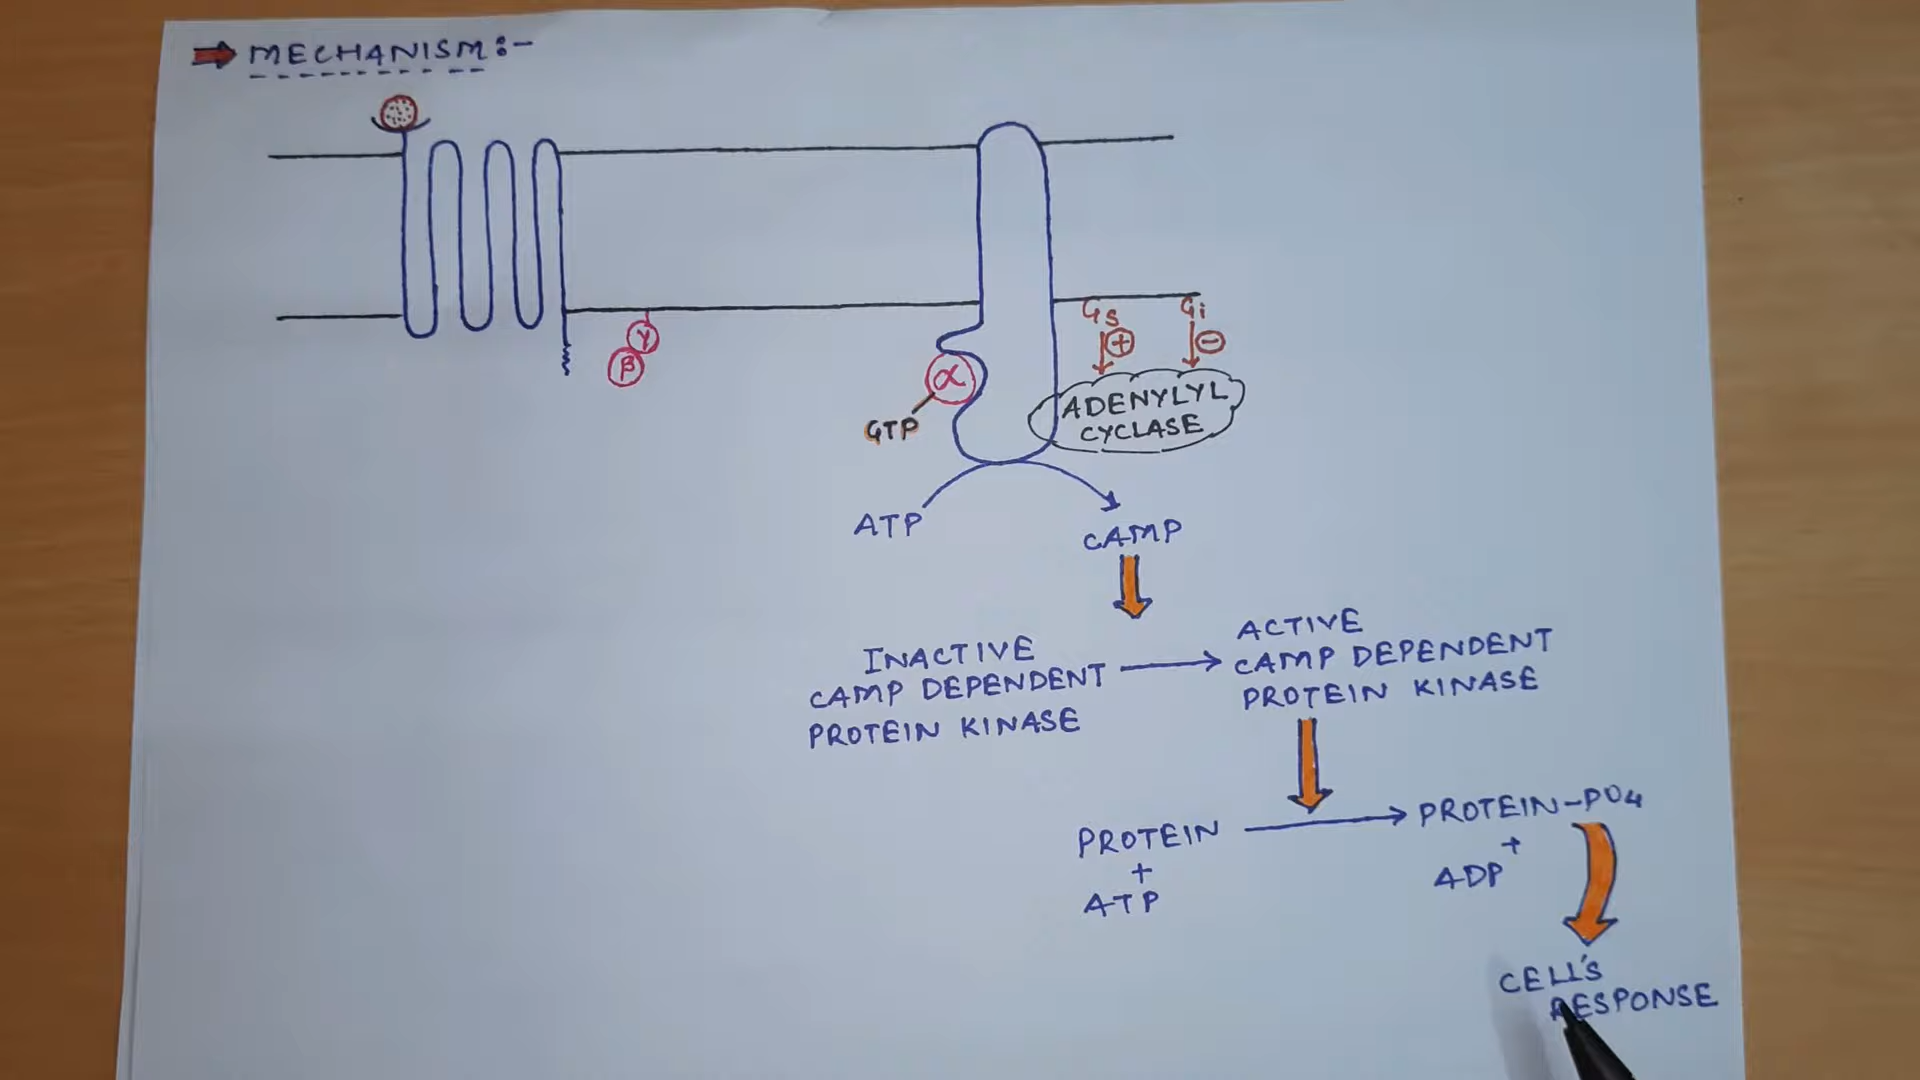 MECHANISM:-
Gs
Gi
+
-
γ
β
α
ADENYLYL
CYCLASE
GTP
ATP
CAMP
INACTIVE
CAMP DEPENDENT
PROTEIN KINASE
ACTIVE
CAMP DEPENDENT
PROTEIN KINASE
PROTEIN
+
ATP
PROTEIN-PO4
+
ADP
CELL'S
RESPONSE